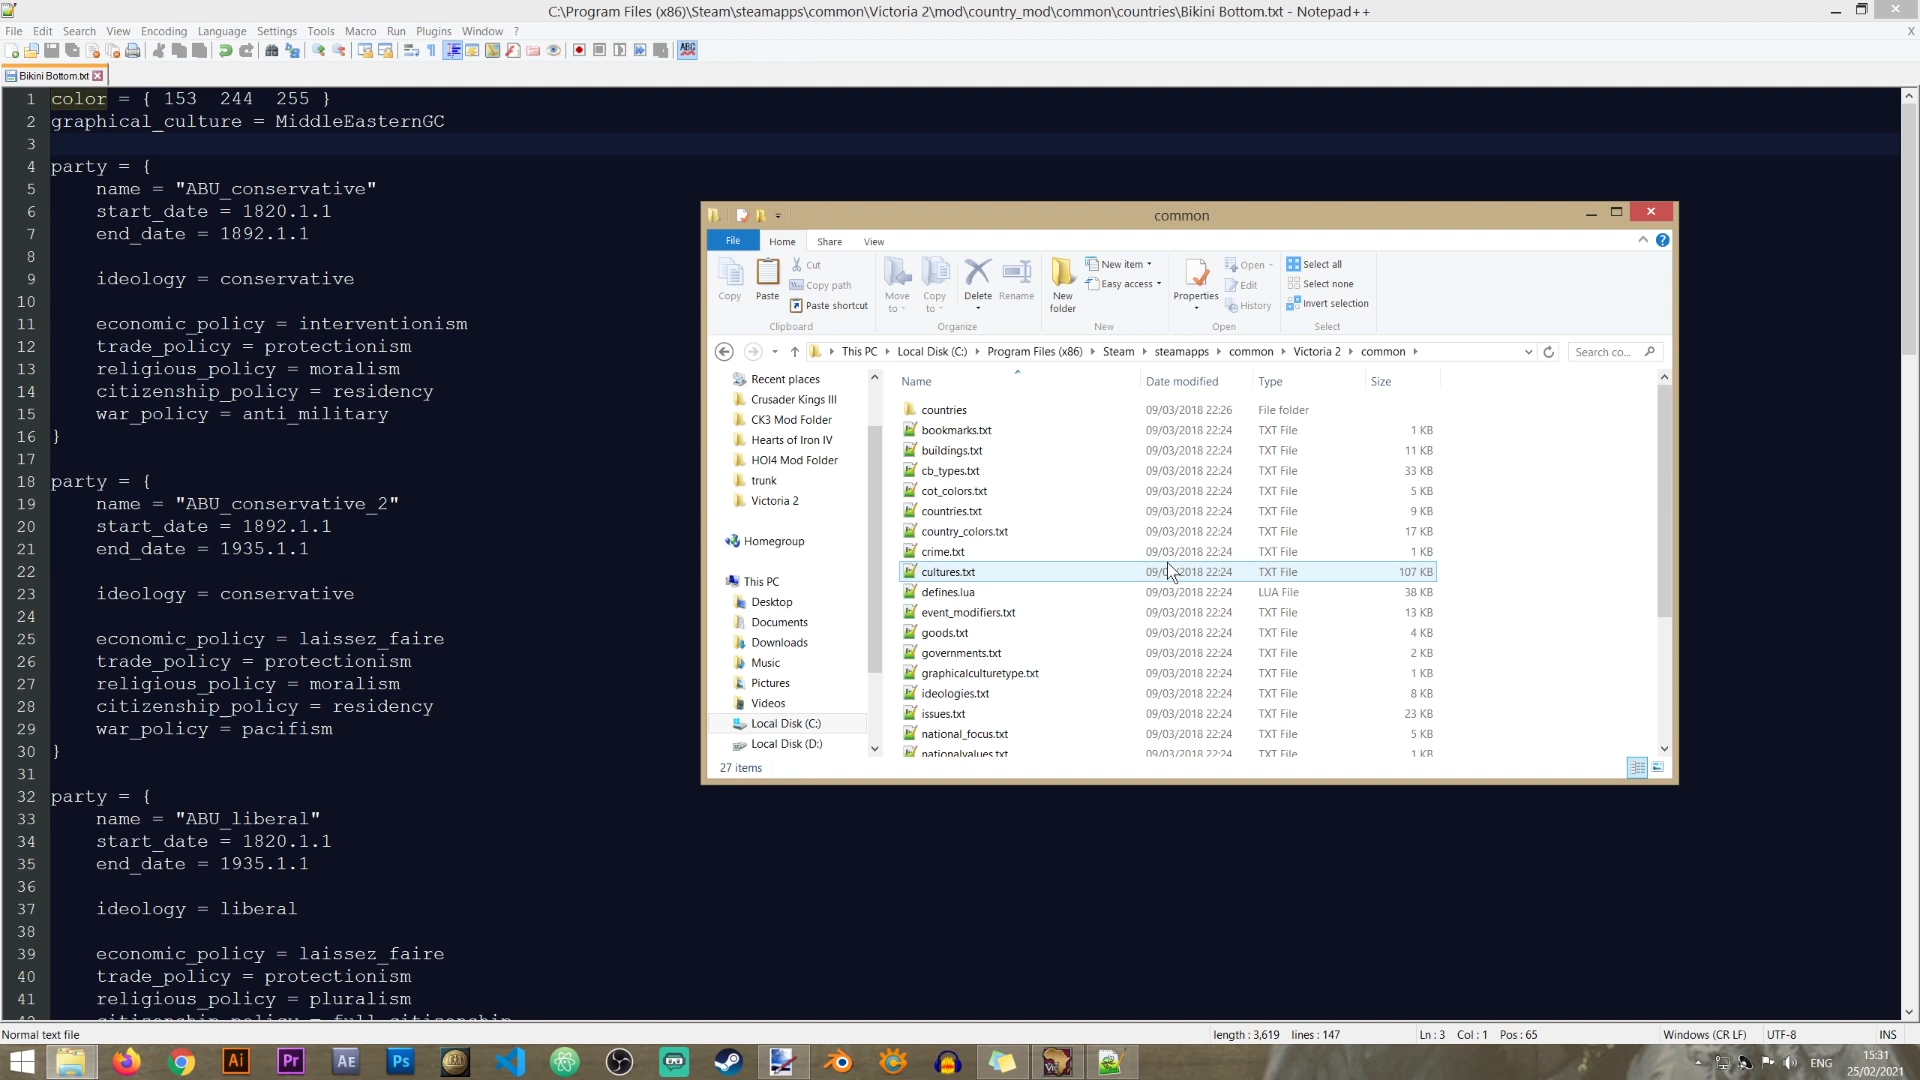 C:\Program Files (x86)\Steam\steamapps\common\Victoria 2\mod\country_mod\common\countries\Bikini Bottom.txt - Notepad++
File Edit Search View Encoding Language Settings Tools Macro Run Plugins Window ?
X
Bikini Bottom.txt
1 color = { 153 244 255 }
2 graphical_culture = MiddleEasternGC
3
4 party = {
5 name = "ABU_conservative"
6 start_date = 1820.1.1
7 end_date = 1892.1.1
8
9 ideology = conservative
10
11 economic_policy = interventionism
12 trade_policy = protectionism
13 religious_policy = moralism
14 citizenship_policy = residency
15 war_policy = anti_military
16 }
17
18 party = {
19 name = "ABU_conservative_2"
20 start_date = 1892.1.1
21 end_date = 1935.1.1
22
23 ideology = conservative
24
25 economic_policy = laissez_faire
26 trade_policy = protectionism
27 religious_policy = moralism
28 citizenship_policy = residency
29 war_policy = pacifism
30 }
31
32 party = {
33 name = "ABU_liberal"
34 start_date = 1820.1.1
35 end_date = 1935.1.1
36
37 ideology = liberal
38
39 economic_policy = laissez_faire
40 trade_policy = protectionism
41 religious_policy = pluralism
42 citizenship_policy = full_citizenship
common
File Home Share View
Copy Paste Cut Copy path Paste shortcut
Clipboard
Move to Copy to Delete Rename
Organize
New folder New item Easy access
New
Properties Open Edit History
Open
Select all Select none Invert selection
Select
This PC Local Disk (C:) Program Files (x86) Steam steamapps common Victoria 2 common
Search co...
Recent places
Crusader Kings III
CK3 Mod Folder
Hearts of Iron IV
HOI4 Mod Folder
trunk
Victoria 2
Homegroup
This PC
Desktop
Documents
Downloads
Music
Pictures
Videos
Local Disk (C:)
Local Disk (D:)
Name Date modified Type Size
countries 09/03/2018 22:26 File folder
bookmarks.txt 09/03/2018 22:24 TXT File 1 KB
buildings.txt 09/03/2018 22:24 TXT File 11 KB
cb_types.txt 09/03/2018 22:24 TXT File 33 KB
cot_colors.txt 09/03/2018 22:24 TXT File 5 KB
countries.txt 09/03/2018 22:24 TXT File 9 KB
country_colors.txt 09/03/2018 22:24 TXT File 17 KB
crime.txt 09/03/2018 22:24 TXT File 1 KB
cultures.txt 09/03/2018 22:24 TXT File 107 KB
defines.lua 09/03/2018 22:24 LUA File 38 KB
event_modifiers.txt 09/03/2018 22:24 TXT File 13 KB
goods.txt 09/03/2018 22:24 TXT File 4 KB
governments.txt 09/03/2018 22:24 TXT File 2 KB
graphicalculturetype.txt 09/03/2018 22:24 TXT File 1 KB
ideologies.txt 09/03/2018 22:24 TXT File 8 KB
issues.txt 09/03/2018 22:24 TXT File 23 KB
national_focus.txt 09/03/2018 22:24 TXT File 5 KB
nationalvalues.txt 09/03/2018 22:24 TXT File 1 KB
27 items
Normal text file length : 3,619 lines : 147 Ln : 3 Col : 1 Pos : 65 Windows (CR LF) UTF-8 INS
Ai Pr AE Ps
ENG
15:31
25/02/2021